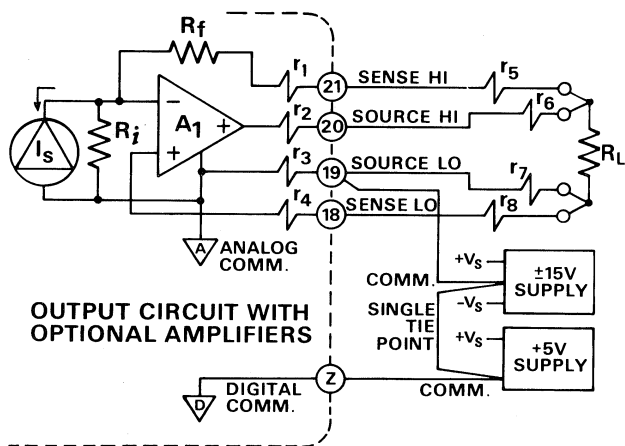 Rf
r1
21 SENSE HI
r5
r2
20 SOURCE HI
r6
IS
Ri
A1
−
+
+
r3
19 SOURCE LO
r7
RL
r4
18 SENSE LO
r8
A ANALOG
COMM.
COMM.
+VS
±15V
SUPPLY
−VS
SINGLE
TIE
POINT
+VS
+5V
SUPPLY
OUTPUT CIRCUIT WITH
OPTIONAL AMPLIFIERS
Z
D DIGITAL
COMM.
COMM.